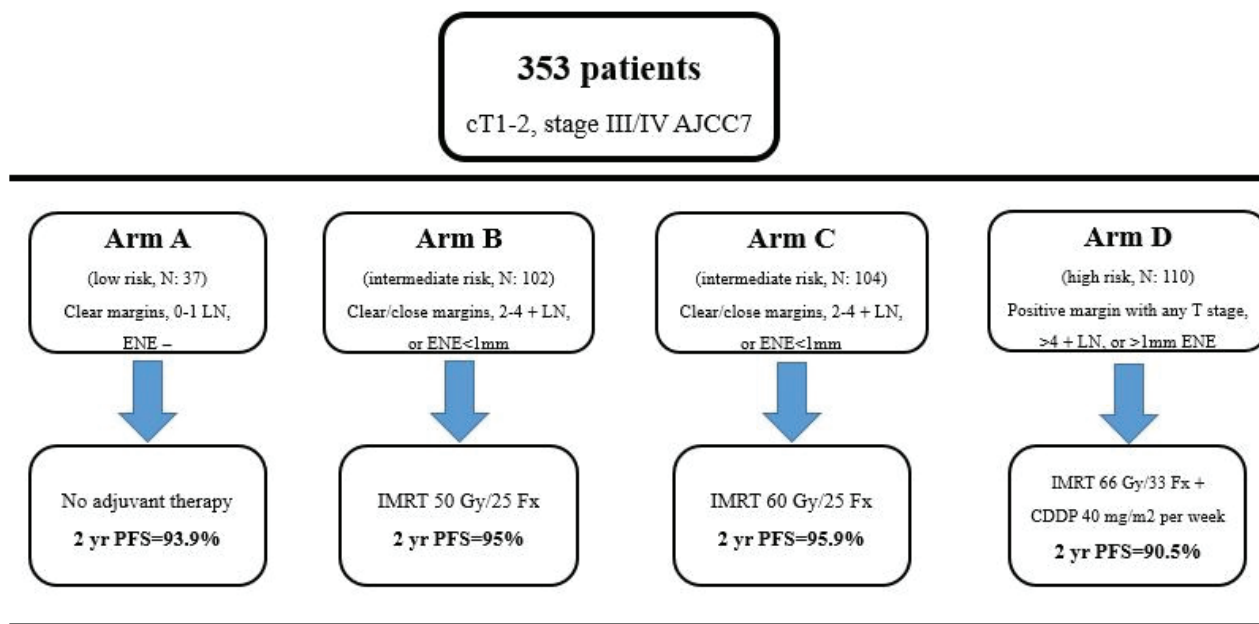 353 patients
cT1-2, stage III/IV AJCC7
Arm A
(low risk, N: 37)
Clear margins, 0-1 LN,
ENE –
Arm B
(intermediate risk, N: 102)
Clear/close margins, 2-4 + LN,
or ENE<1mm
Arm C
(intermediate risk, N: 104)
Clear/close margins, 2-4 + LN,
or ENE<1mm
Arm D
(high risk, N: 110)
Positive margin with any T stage,
>4 + LN, or >1mm ENE
No adjuvant therapy
2 yr PFS=93.9%
IMRT 50 Gy/25 Fx
2 yr PFS=95%
IMRT 60 Gy/25 Fx
2 yr PFS=95.9%
IMRT 66 Gy/33 Fx +
CDDP 40 mg/m2 per week
2 yr PFS=90.5%